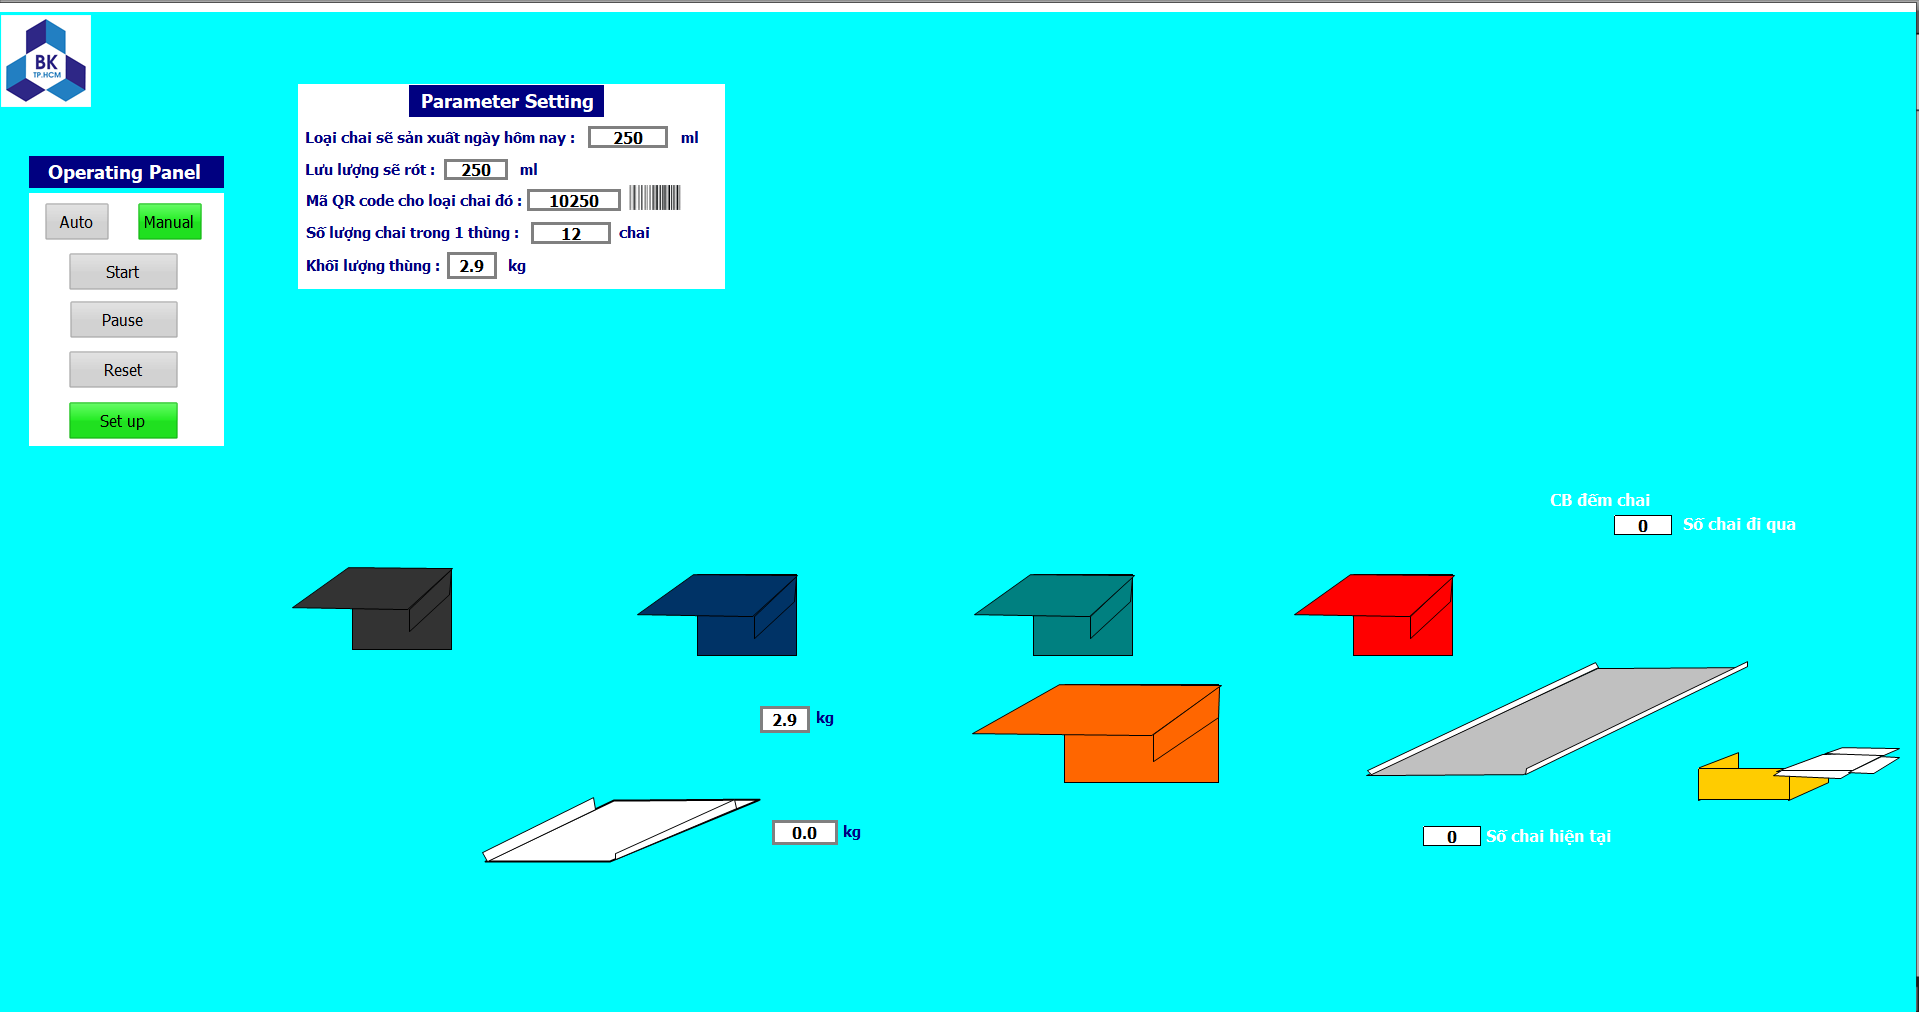 BK
TP.HCM
Parameter Setting
Loại chai sẽ sản xuất ngày hôm nay : 250 ml
Lưu lượng sẽ rót : 250 ml
Mã QR code cho loại chai đó : 10250
Số lượng chai trong 1 thùng : 12 chai
Khối lượng thùng : 2.9 kg
Operating Panel
Auto Manual
Start
Pause
Reset
Set up
CB đếm chai
0 Số chai đi qua
2.9 kg
0.0 kg
0 Số chai hiện tại